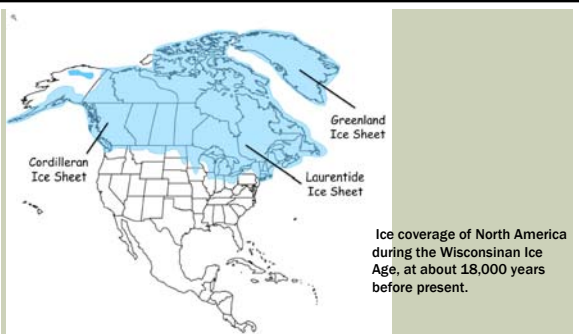 Greenland
Ice Sheet
Cordilleran
Ice Sheet
Laurentide
Ice Sheet
Ice coverage of North America
during the Wisconsinan Ice
Age, at about 18,000 years
before present.